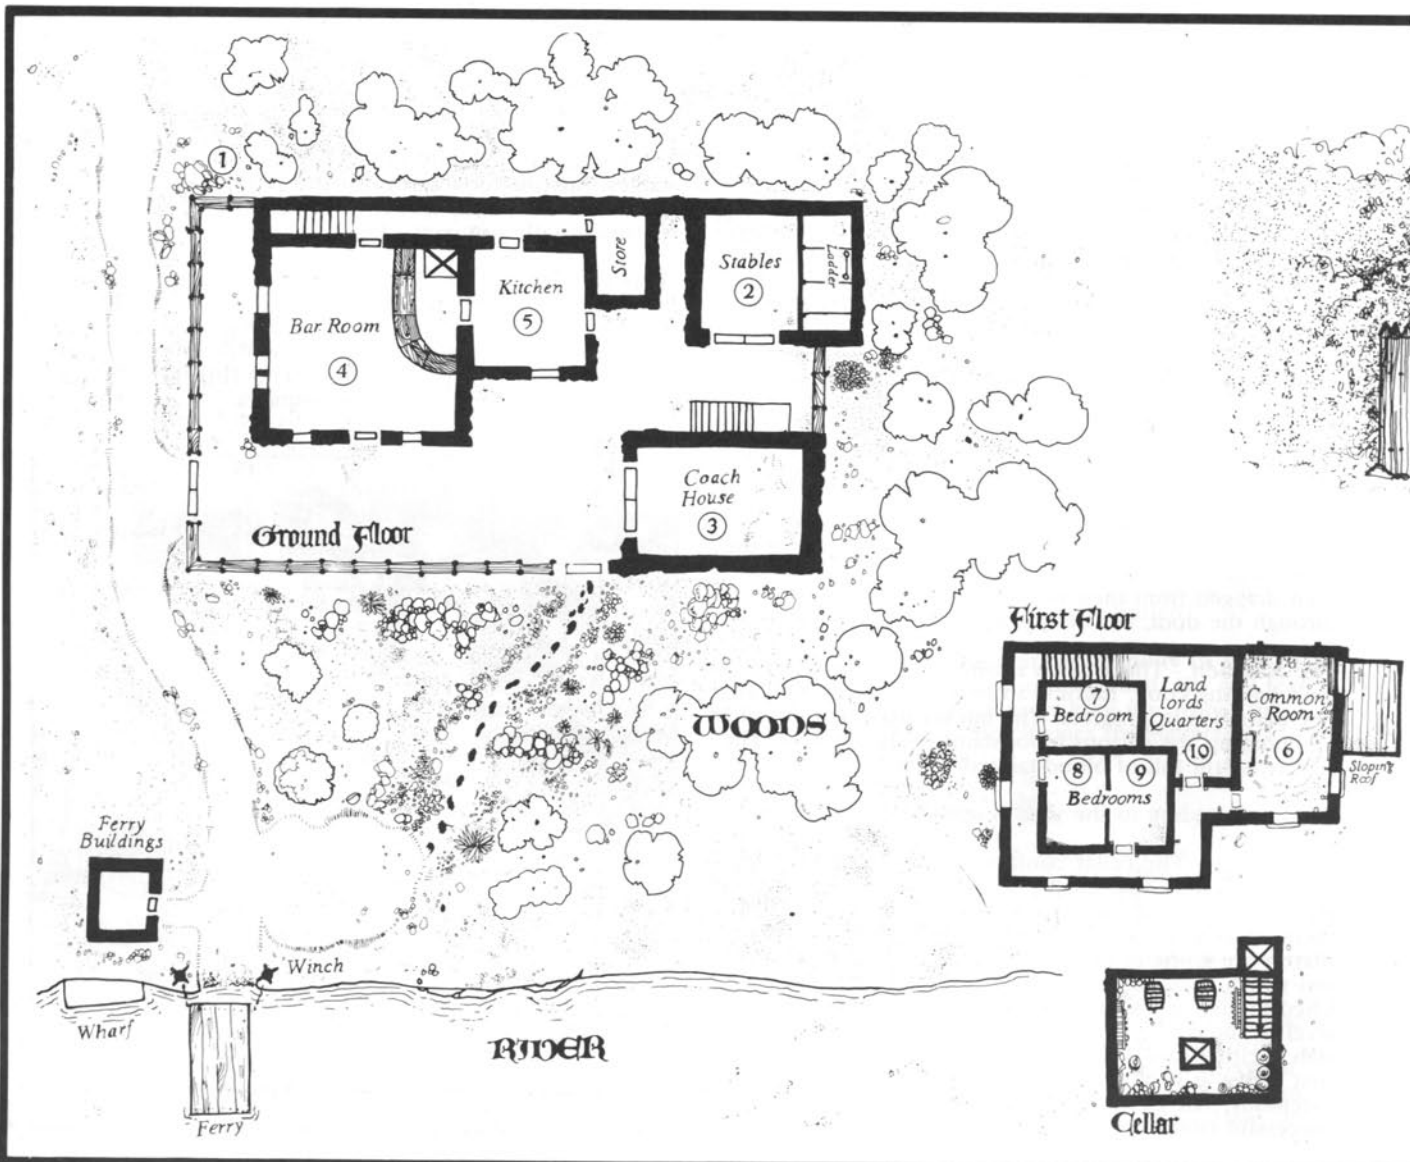 1
Stables
2
Ladder
Store
Kitchen
5
Bar Room
4
Coach
House
3
Ground Floor
First Floor
7
Bedroom
Land
lords
Quarters
10
Common
Room
6
8
9
Bedrooms
Sloping
Roof
WOODS
Ferry
Buildings
Winch
Wharf
RIVER
Ferry
Cellar